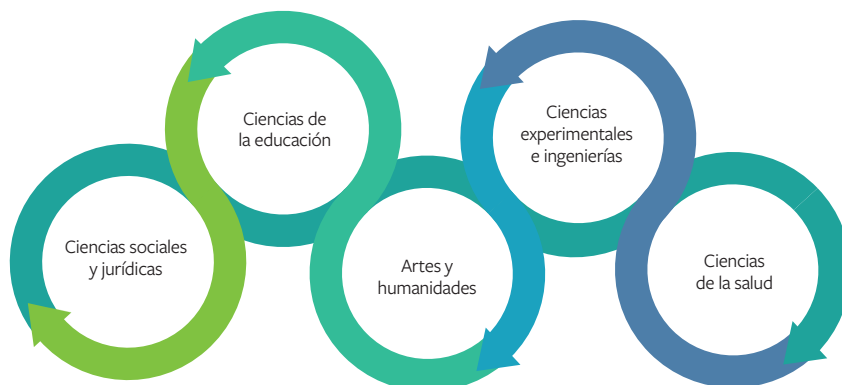 Ciencias sociales
y jurídicas
Ciencias de
la educación
Artes y
humanidades
Ciencias
experimentales
e ingenierías
Ciencias
de la salud